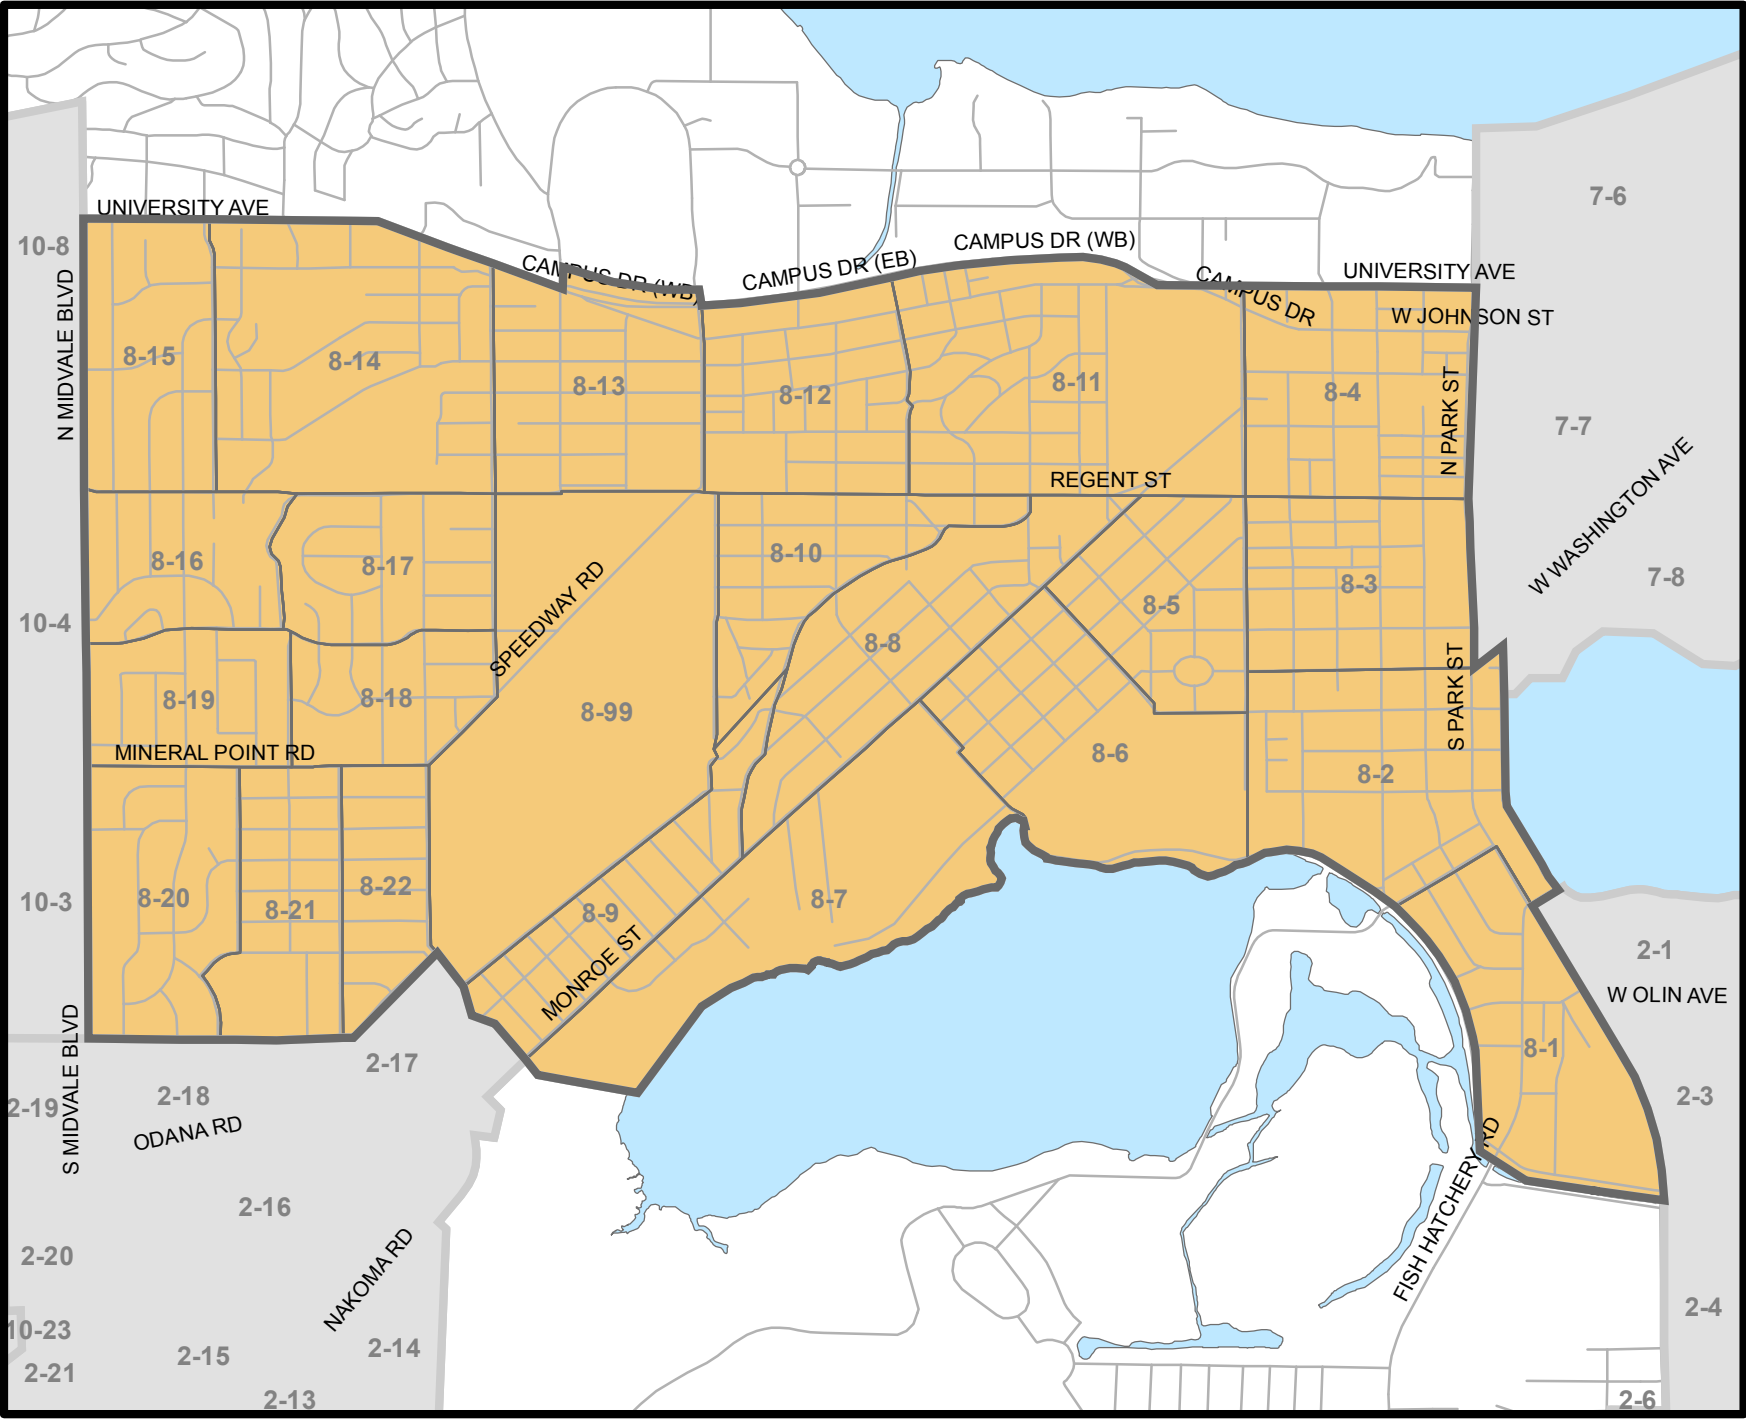 7-6
UNIVERSITY AVE
10-8
CAMPUS DR (WB)
CAMPUS DR (EB)
CAMPUS DR (WB)
CAMPUS DR
UNIVERSITY AVE
W JOHNSON ST
N MIDVALE BLVD
8-15
8-14
8-13
8-12
8-11
8-4
N PARK ST
7-7
W WASHINGTON AVE
REGENT ST
8-16
8-17
8-10
8-5
8-3
7-8
10-4
SPEEDWAY RD
8-8
8-19
8-18
8-99
S PARK ST
MINERAL POINT RD
8-6
8-2
8-20
8-21
8-22
8-9
8-7
10-3
MONROE ST
2-1
W OLIN AVE
S MIDVALE BLVD
2-17
8-1
2-18
2-19
2-3
ODANA RD
FISH HATCHERY RD
2-16
2-20
NAKOMA RD
2-4
10-23
2-15
2-14
2-21
2-13
2-6